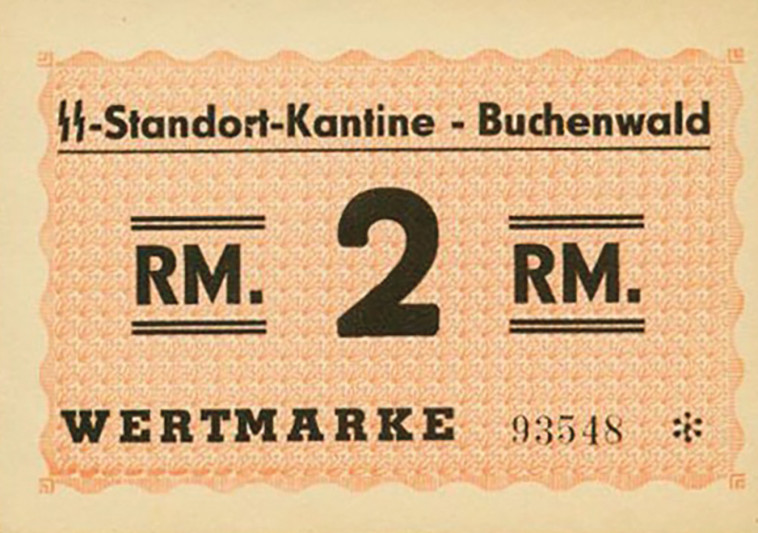 ᛋᛋ-Standort-Kantine - Buchenwald
RM. 2 RM.
WERTMARKE 93548 *